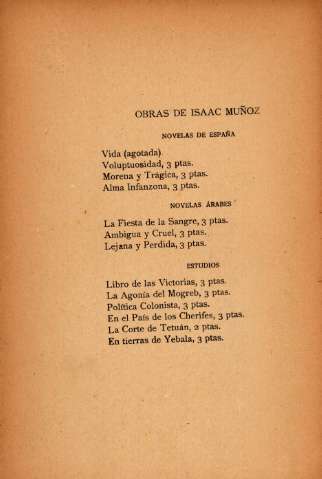 OBRAS DE ISAAC MUÑOZ
NOVELAS DE ESPAÑA
Vida (agotada).
Voluptuosidad, 3 ptas.
Morena y Trágica, 3 ptas.
Alma Infanzona, 3 ptas.
NOVELAS ÁRABES
La Fiesta de la Sangre, 3 ptas.
Ambigua y Cruel, 3 ptas.
Lejana y Perdida, 3 ptas.
ESTUDIOS
Libro de las Victorias, 3 ptas.
La Agonía del Mogreb, 3 ptas.
Política Colonista, 3 ptas.
En el País de los Cherifes, 3 ptas.
La Corte de Tetuán, 2 ptas.
En tierras de Yebala, 3 ptas.